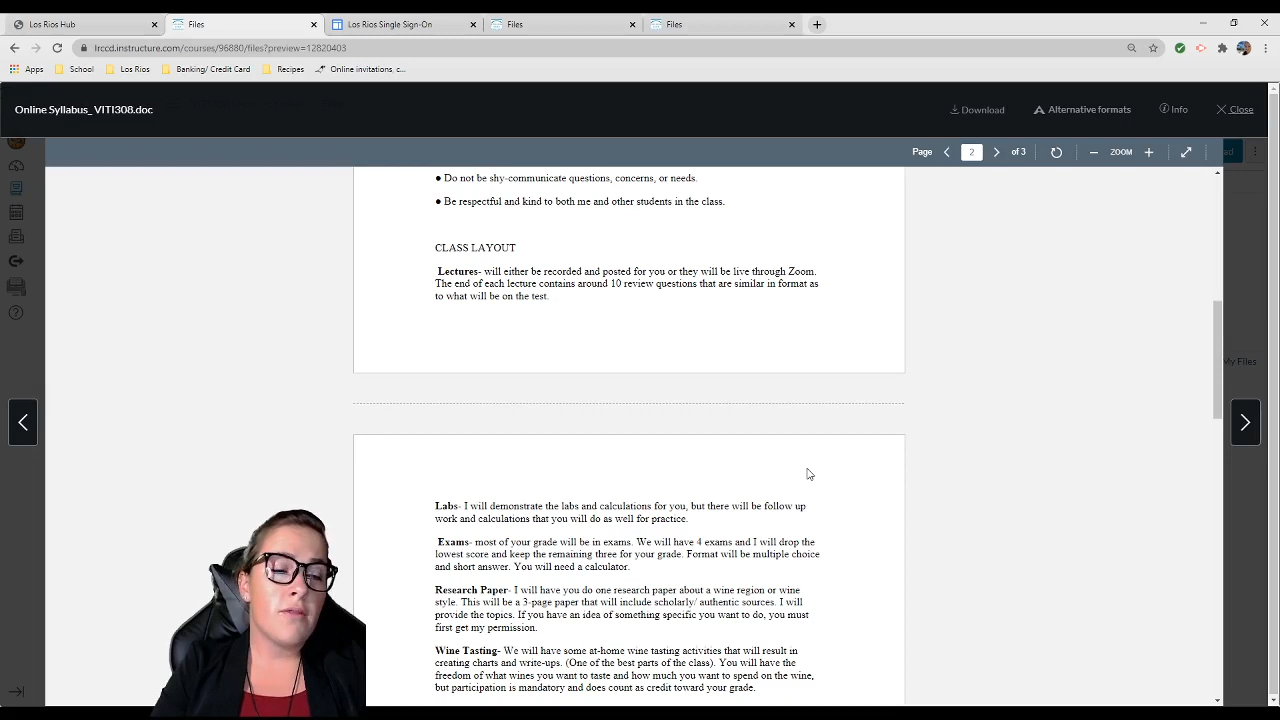 Los Rios Hub
Files
Los Rios Single Sign-On
Files
Files
lrccd.instructure.com/courses/96880/files?preview=12820403
Apps
School
Los Rios
Banking/ Credit Card
Recipes
Online invitations, c...
Online Syllabus_VITI308.doc
Download
Alternative formats
Info
Close
Page
2
of 3
ZOOM
● Do not be shy-communicate questions, concerns, or needs.
● Be respectful and kind to both me and other students in the class.
CLASS LAYOUT
Lectures- will either be recorded and posted for you or they will be live through Zoom.
The end of each lecture contains around 10 review questions that are similar in format as
to what will be on the test.
My Files
Labs- I will demonstrate the labs and calculations for you, but there will be follow up
work and calculations that you will do as well for practice.
Exams- most of your grade will be in exams. We will have 4 exams and I will drop the
lowest score and keep the remaining three for your grade. Format will be multiple choice
and short answer. You will need a calculator.
Research Paper- I will have you do one research paper about a wine region or wine
style. This will be a 3-page paper that will include scholarly/ authentic sources. I will
provide the topics. If you have an idea of something specific you want to do, you must
first get my permission.
Wine Tasting- We will have some at-home wine tasting activities that will result in
creating charts and write-ups. (One of the best parts of the class). You will have the
freedom of what wines you want to taste and how much you want to spend on the wine,
but participation is mandatory and does count as credit toward your grade.